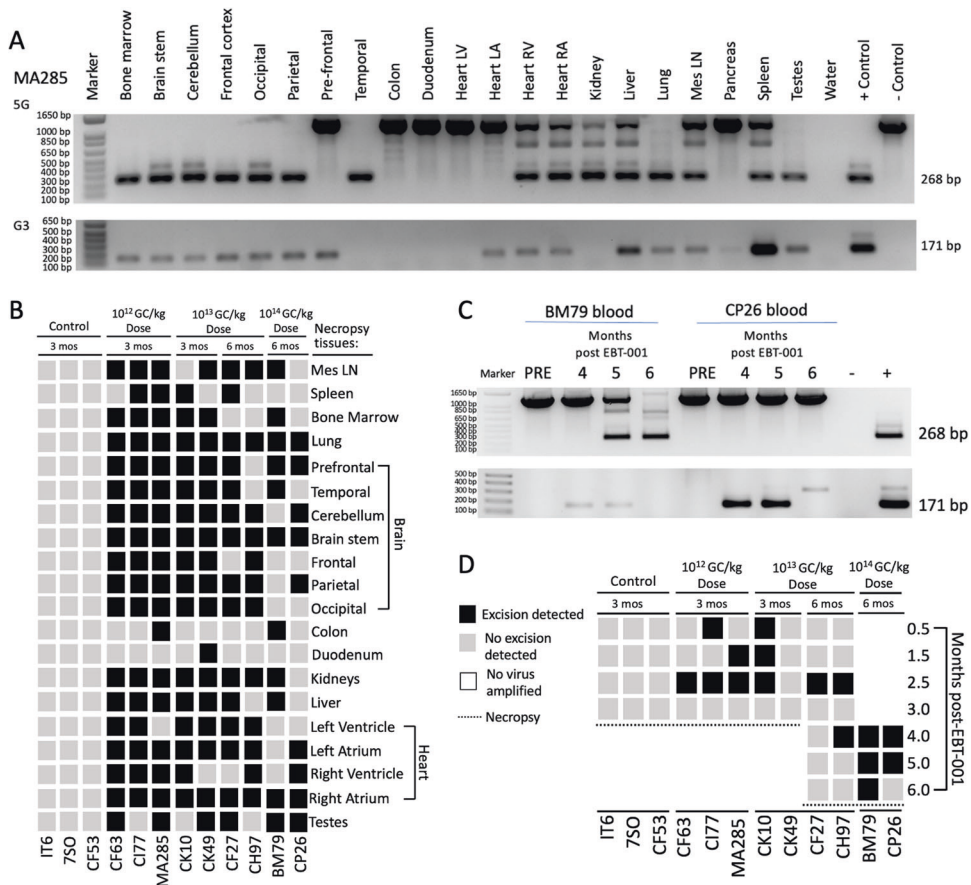 A
MA285
Marker
Bone marrow
Brain stem
Cerebellum
Frontal cortex
Occipital
Parietal
Pre-frontal
Temporal
Colon
Duodenum
Heart LV
Heart LA
Heart RV
Heart RA
Kidney
Liver
Lung
Mes LN
Pancreas
Spleen
Testes
Water
+ Control
- Control
5G
1650 bp
1000 bp
850 bp
650 bp
500 bp
400 bp
300 bp
200 bp
100 bp
268 bp
G3
650 bp
500 bp
400 bp
300 bp
200 bp
100 bp
171 bp
B
Control
10¹² GC/kg Dose
10¹³ GC/kg Dose
10¹⁴ GC/kg Dose
Necropsy tissues:
3 mos
3 mos
3 mos
6 mos
6 mos
Mes LN
Spleen
Bone Marrow
Lung
Prefrontal
Temporal
Cerebellum
Brain stem
Frontal
Parietal
Occipital
Brain
Colon
Duodenum
Kidneys
Liver
Left Ventricle
Left Atrium
Right Ventricle
Right Atrium
Heart
Testes
IT6
7SO
CF53
CF63
CI77
MA285
CK10
CK49
CF27
CH97
BM79
CP26
C
BM79 blood
CP26 blood
Months post EBT-001
Months post EBT-001
Marker
PRE
4
5
6
PRE
4
5
6
-
+
1650 bp
1000 bp
850 bp
650 bp
500 bp
400 bp
300 bp
200 bp
100 bp
268 bp
500 bp
400 bp
300 bp
200 bp
100 bp
171 bp
D
Control
10¹² GC/kg Dose
10¹³ GC/kg Dose
10¹⁴ GC/kg Dose
3 mos
3 mos
3 mos
6 mos
6 mos
Excision detected
No excision detected
No virus amplified
Necropsy
0.5
1.5
2.5
3.0
4.0
5.0
6.0
Months post-EBT-001
IT6
7SO
CF53
CF63
CI77
MA285
CK10
CK49
CF27
CH97
BM79
CP26